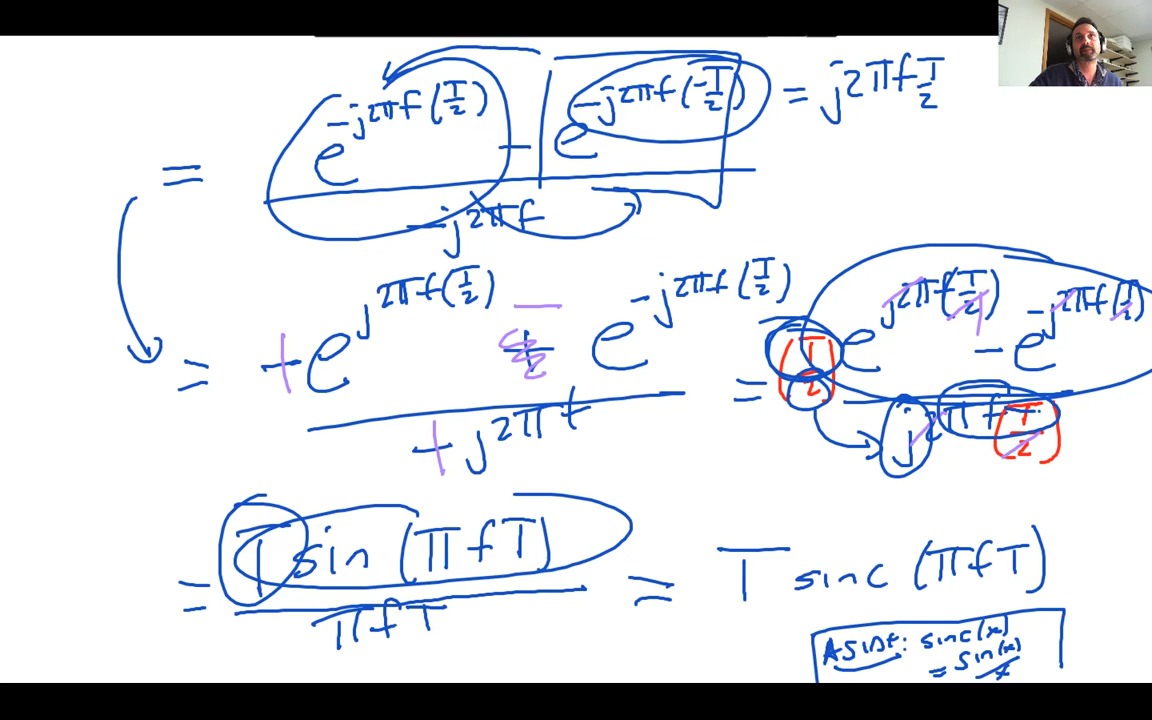 = e^{-j2πf(T/2)} - e^{-j2πf(-T/2)} = j2πf T/2
-j2πf
= + e^{j2πf(T/2)} - e^{-j2πf(T/2)} = T/2 e^{j2πf(T/2)} - e^{-j2πf(T/2)}
+ j2πf j2πf T/2
= T sin (πfT) = T sinc (πfT)
πfT
ASIDE: sinc(x)
= sin(x)/x